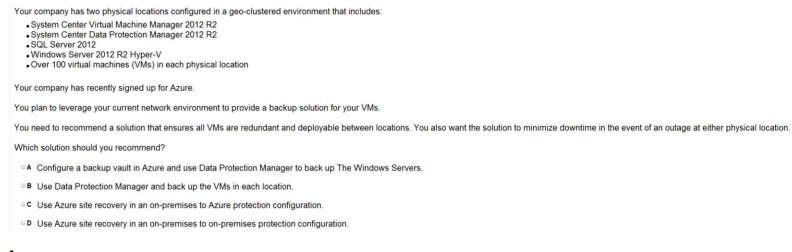 Your company has two physical locations configured in a geo-clustered environment that includes:
• System Center Virtual Machine Manager 2012 R2
• System Center Data Protection Manager 2012 R2
• SQL Server 2012
• Windows Server 2012 R2 Hyper-V
• Over 100 virtual machines (VMs) in each physical location
Your company has recently signed up for Azure.
You plan to leverage your current network environment to provide a backup solution for your VMs.
You need to recommend a solution that ensures all VMs are redundant and deployable between locations. You also want the solution to minimize downtime in the event of an outage at either physical location.
Which solution should you recommend?
A Configure a backup vault in Azure and use Data Protection Manager to back up The Windows Servers.
B Use Data Protection Manager and back up the VMs in each location.
C Use Azure site recovery in an on-premises to Azure protection configuration.
D Use Azure site recovery in an on-premises to on-premises protection configuration.